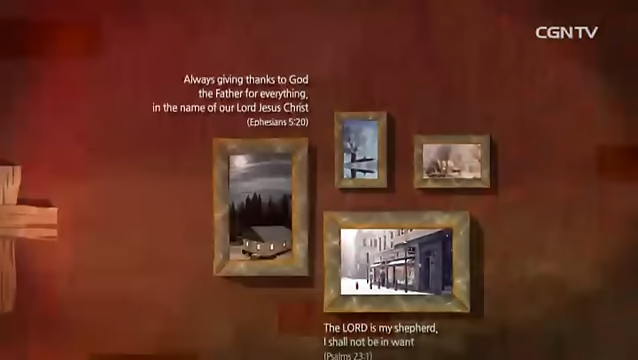 CGNTV
Always giving thanks to God
the Father for everything,
in the name of our Lord Jesus Christ
(Ephesians 5:20)
The LORD is my shepherd,
I shall not be in want
(Psalms 23:1)